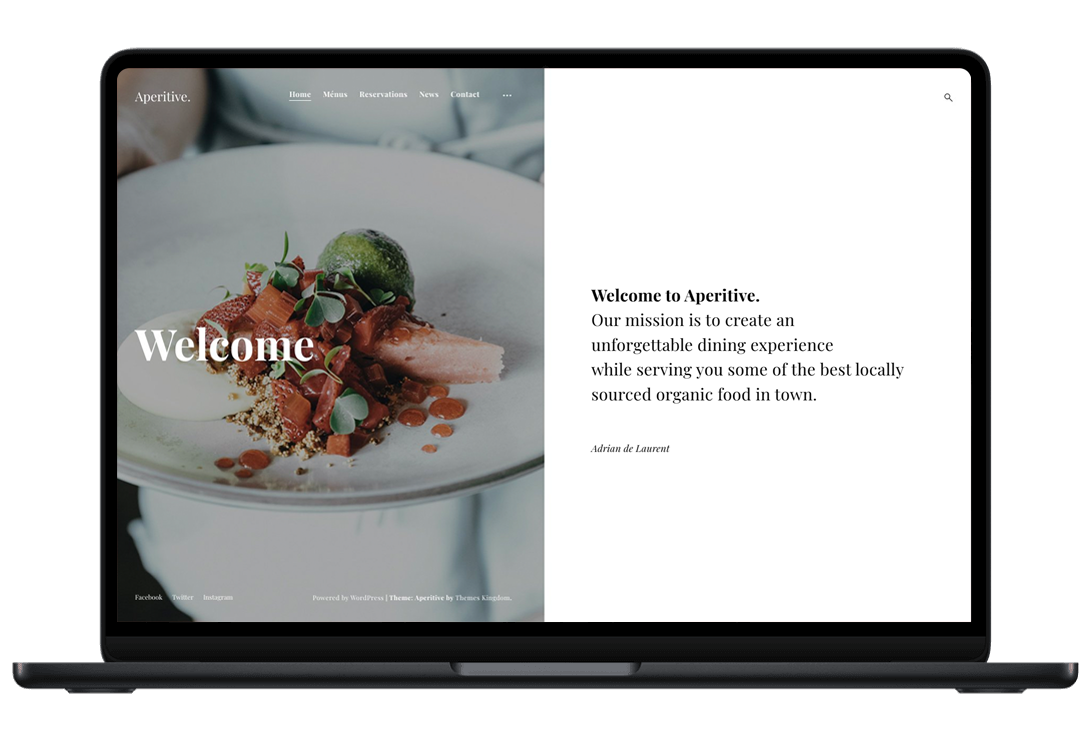 Aperitive.
Home Ménus Reservations News Contact ...
Welcome
Welcome to Aperitive.
Our mission is to create an
unforgettable dining experience
while serving you some of the best locally
sourced organic food in town.
Adrian de Laurent
Facebook Twitter Instagram
Powered by WordPress | Theme: Aperitive by Themes Kingdom.